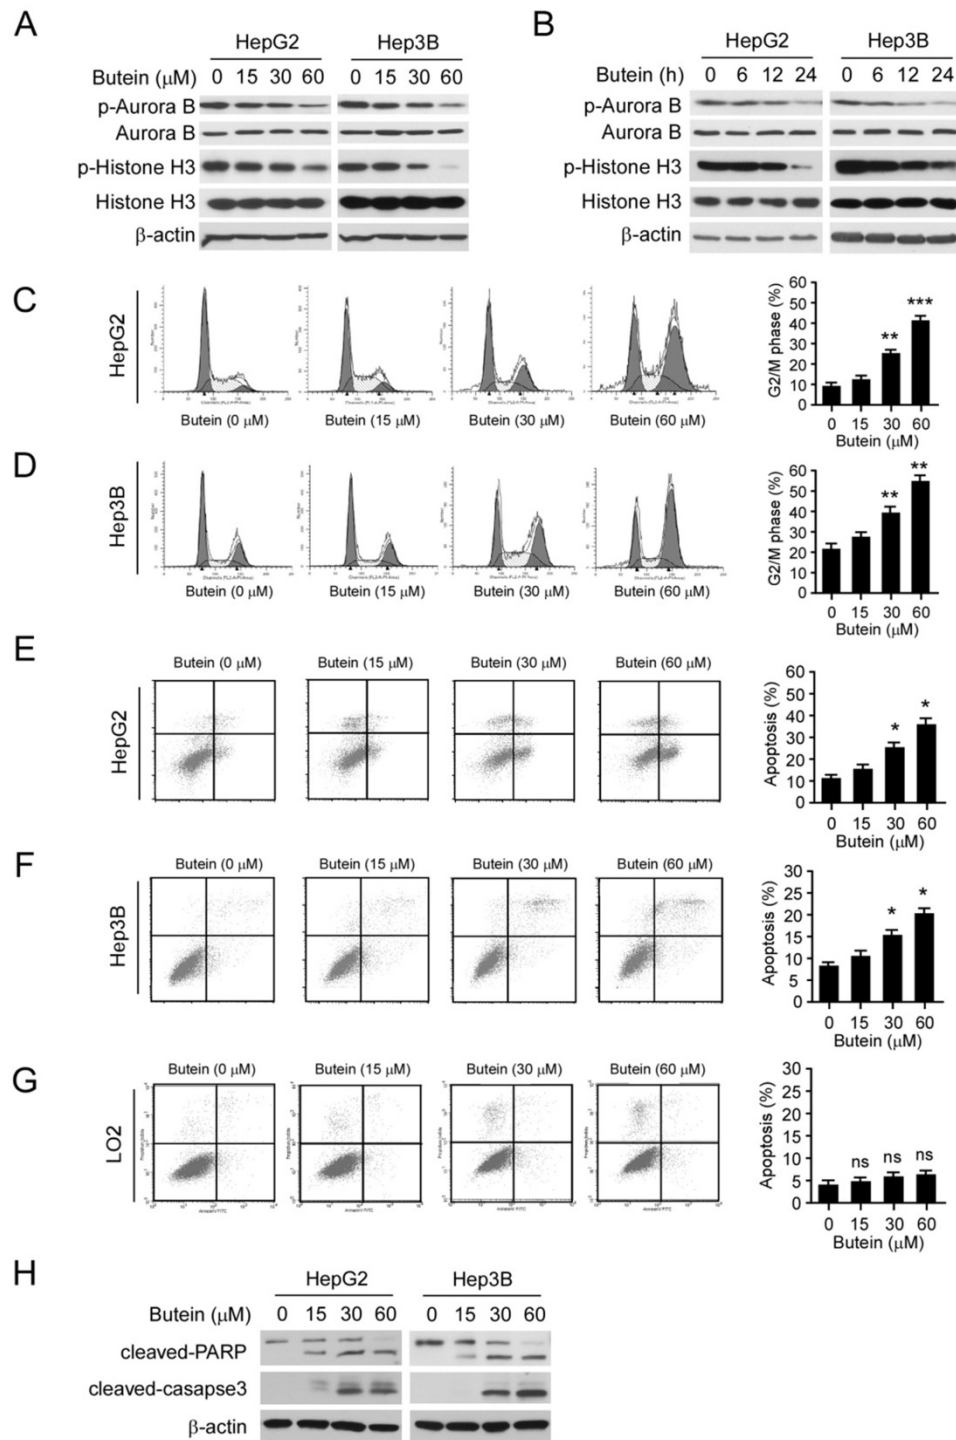 A
HepG2 Hep3B
Butein (μM) 0 15 30 60 0 15 30 60
p-Aurora B
Aurora B
p-Histone H3
Histone H3
β-actin
B
HepG2 Hep3B
Butein (h) 0 6 12 24 0 6 12 24
p-Aurora B
Aurora B
p-Histone H3
Histone H3
β-actin
C
HepG2
Butein (0 μM) Butein (15 μM) Butein (30 μM) Butein (60 μM)
G2/M phase (%)
60
50
40
30
20
10
0
** ***
0 15 30 60
Butein (μM)
D
Hep3B
Butein (0 μM) Butein (15 μM) Butein (30 μM) Butein (60 μM)
G2/M phase (%)
60
50
40
30
20
10
0
** **
0 15 30 60
Butein (μM)
E
HepG2
Butein (0 μM) Butein (15 μM) Butein (30 μM) Butein (60 μM)
Apoptosis (%)
60
50
40
30
20
10
0
* *
0 15 30 60
Butein (μM)
F
Hep3B
Butein (0 μM) Butein (15 μM) Butein (30 μM) Butein (60 μM)
Apoptosis (%)
30
25
20
15
10
5
0
* *
0 15 30 60
Butein (μM)
G
LO2
Butein (0 μM) Butein (15 μM) Butein (30 μM) Butein (60 μM)
Apoptosis (%)
30
25
20
15
10
5
0
ns ns ns
0 15 30 60
Butein (μM)
H
HepG2 Hep3B
Butein (μM) 0 15 30 60 0 15 30 60
cleaved-PARP
cleaved-casapse3
β-actin